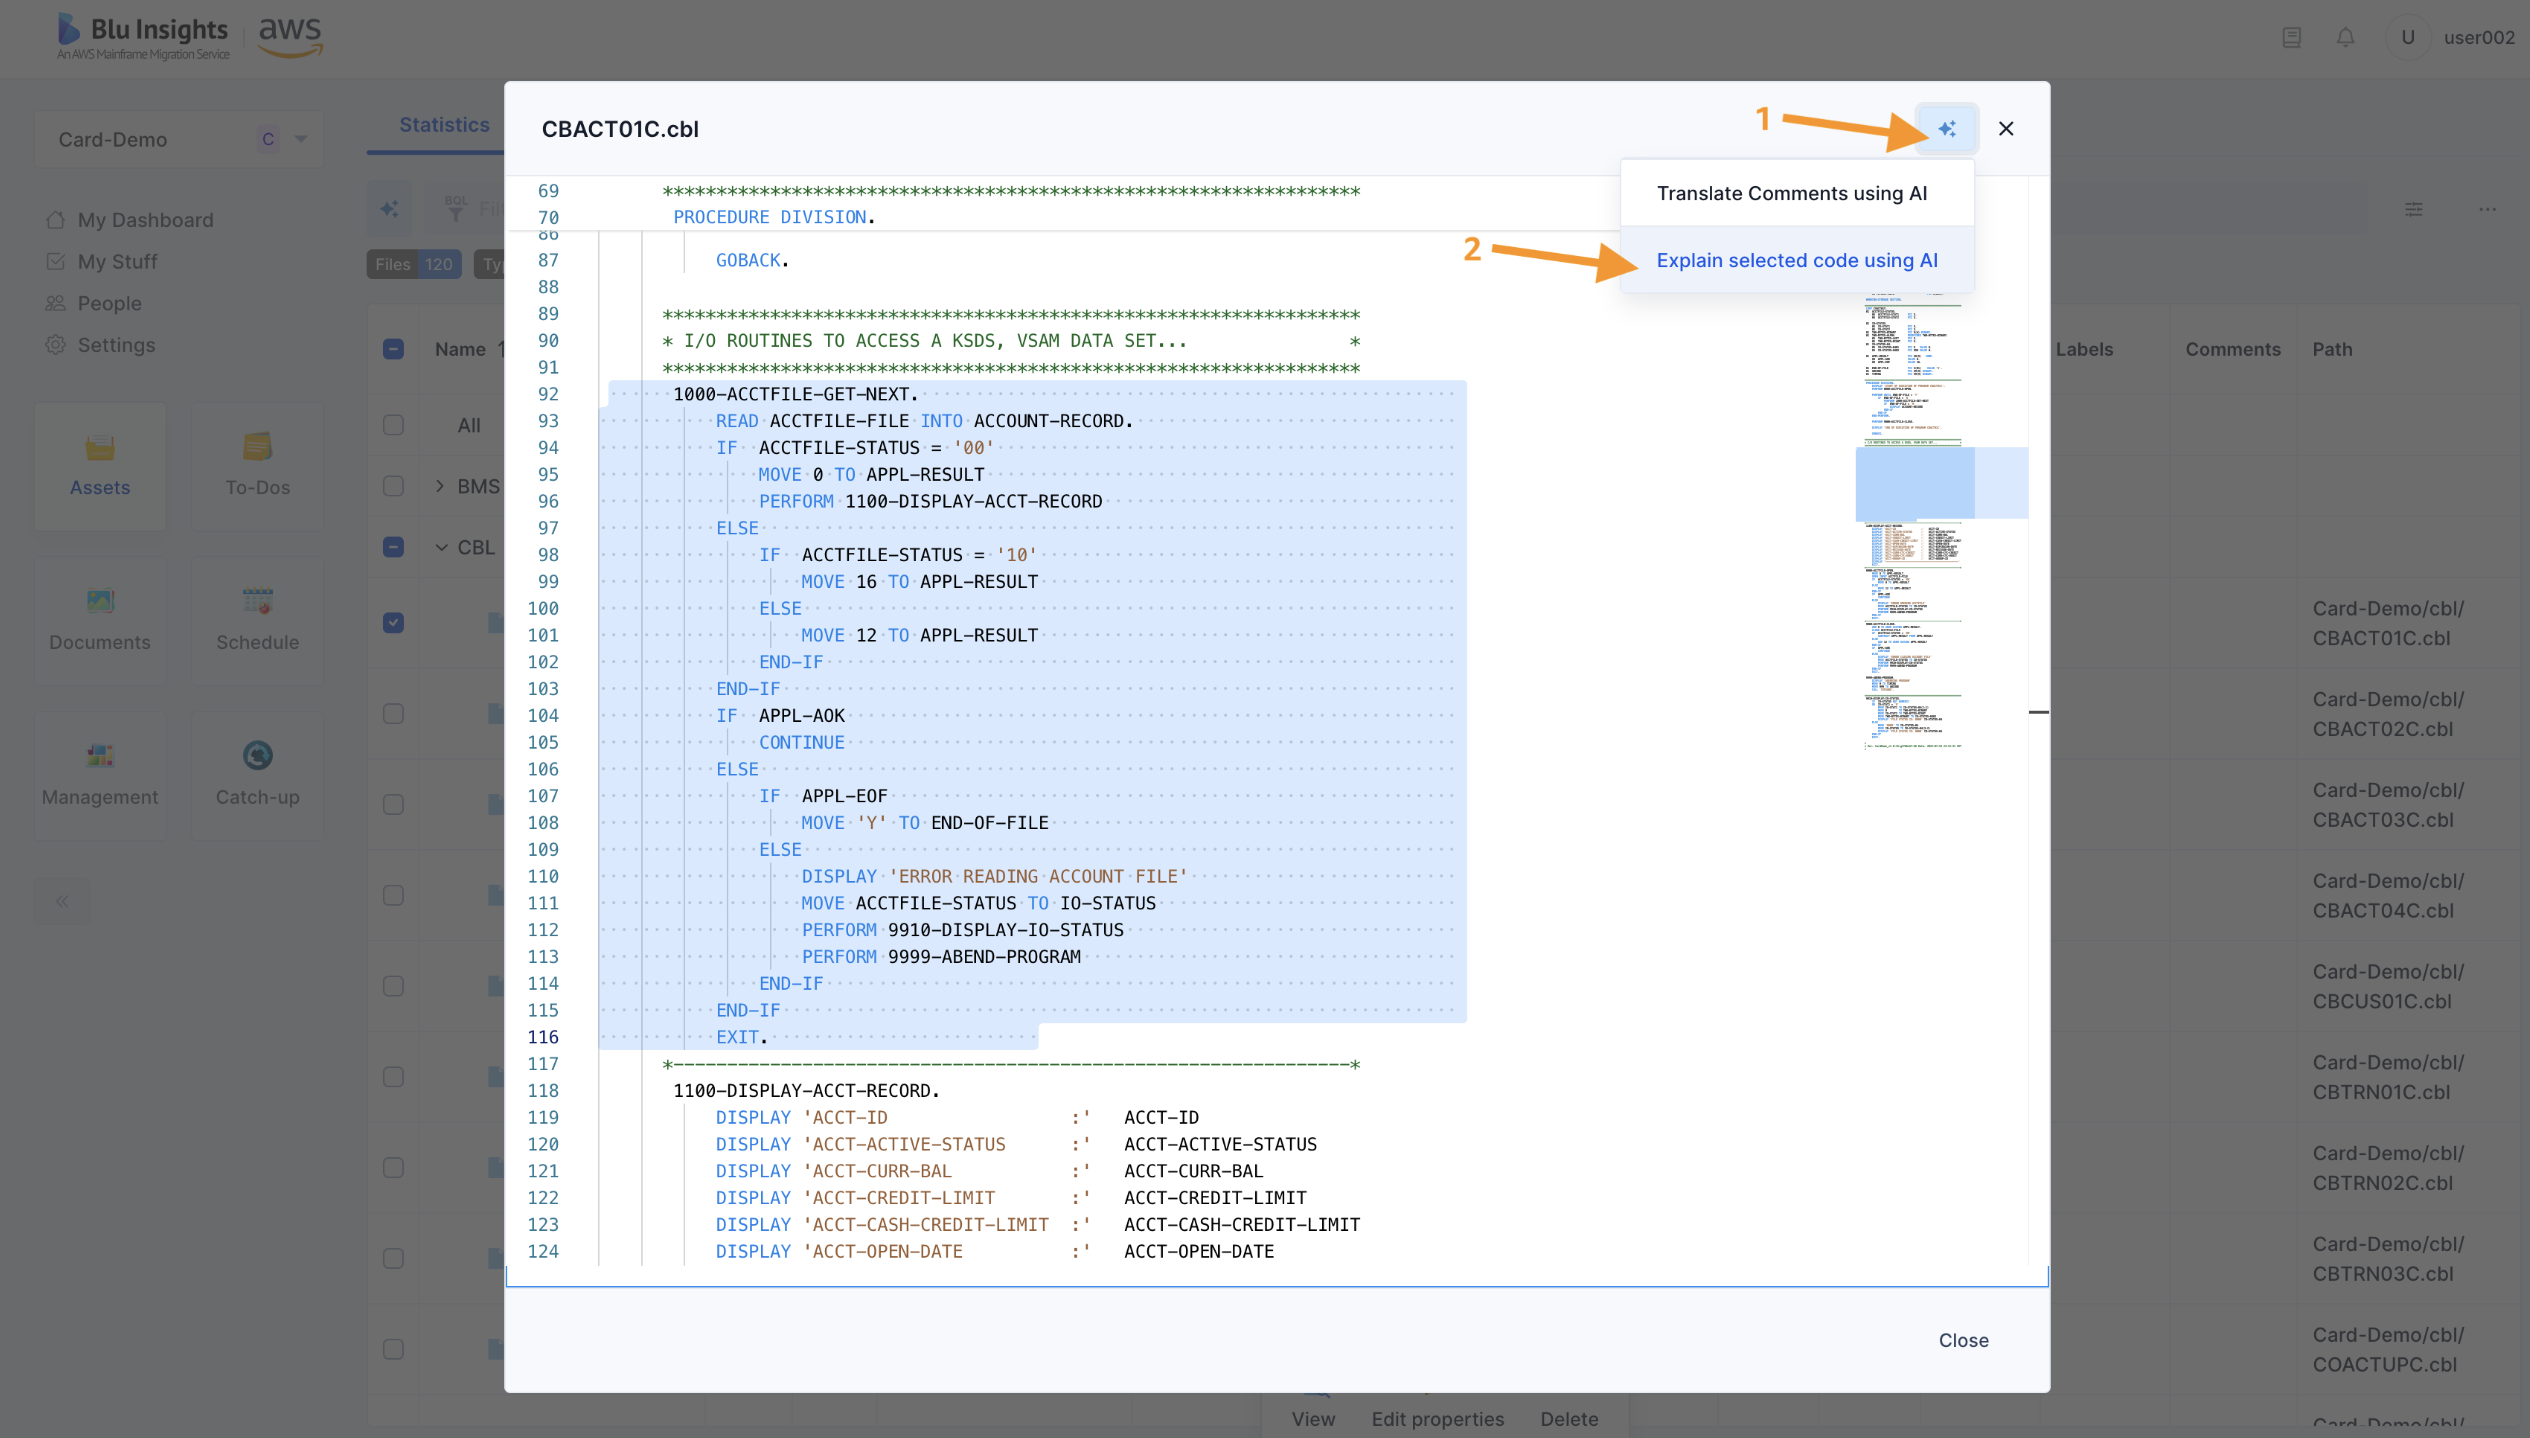 Blu Insights
An AWS Mainframe Migration Service
aws
U user002
Card-Demo C
My Dashboard
My Stuff
People
Settings
Assets
To-Dos
Documents
Schedule
Management
Catch-up
«
Statistics
BQL
Files 120
Name
All
BMS
CBL
Labels Comments Path
Card-Demo/cbl/
CBACT01C.cbl
Card-Demo/cbl/
CBACT02C.cbl
Card-Demo/cbl/
CBACT03C.cbl
Card-Demo/cbl/
CBACT04C.cbl
Card-Demo/cbl/
CBCUS01C.cbl
Card-Demo/cbl/
CBTRN01C.cbl
Card-Demo/cbl/
CBTRN02C.cbl
Card-Demo/cbl/
CBTRN03C.cbl
Card-Demo/cbl/
COACTUPC.cbl
Card-Demo/cbl/
CBACT01C.cbl
1
Translate Comments using AI
2
Explain selected code using AI
69 *****************************************************************
70 PROCEDURE DIVISION.
86
87 GOBACK.
88
89 *****************************************************************
90 * I/O ROUTINES TO ACCESS A KSDS, VSAM DATA SET... *
91 *****************************************************************
92 1000-ACCTFILE-GET-NEXT.
93 READ ACCTFILE-FILE INTO ACCOUNT-RECORD.
94 IF ACCTFILE-STATUS = '00'
95 MOVE 0 TO APPL-RESULT
96 PERFORM 1100-DISPLAY-ACCT-RECORD
97 ELSE
98 IF ACCTFILE-STATUS = '10'
99 MOVE 16 TO APPL-RESULT
100 ELSE
101 MOVE 12 TO APPL-RESULT
102 END-IF
103 END-IF
104 IF APPL-AOK
105 CONTINUE
106 ELSE
107 IF APPL-EOF
108 MOVE 'Y' TO END-OF-FILE
109 ELSE
110 DISPLAY 'ERROR READING ACCOUNT FILE'
111 MOVE ACCTFILE-STATUS TO IO-STATUS
112 PERFORM 9910-DISPLAY-IO-STATUS
113 PERFORM 9999-ABEND-PROGRAM
114 END-IF
115 END-IF
116 EXIT.
117 *---------------------------------------------------------------*
118 1100-DISPLAY-ACCT-RECORD.
119 DISPLAY 'ACCT-ID :' ACCT-ID
120 DISPLAY 'ACCT-ACTIVE-STATUS :' ACCT-ACTIVE-STATUS
121 DISPLAY 'ACCT-CURR-BAL :' ACCT-CURR-BAL
122 DISPLAY 'ACCT-CREDIT-LIMIT :' ACCT-CREDIT-LIMIT
123 DISPLAY 'ACCT-CASH-CREDIT-LIMIT :' ACCT-CASH-CREDIT-LIMIT
124 DISPLAY 'ACCT-OPEN-DATE :' ACCT-OPEN-DATE
Close
View Edit properties Delete